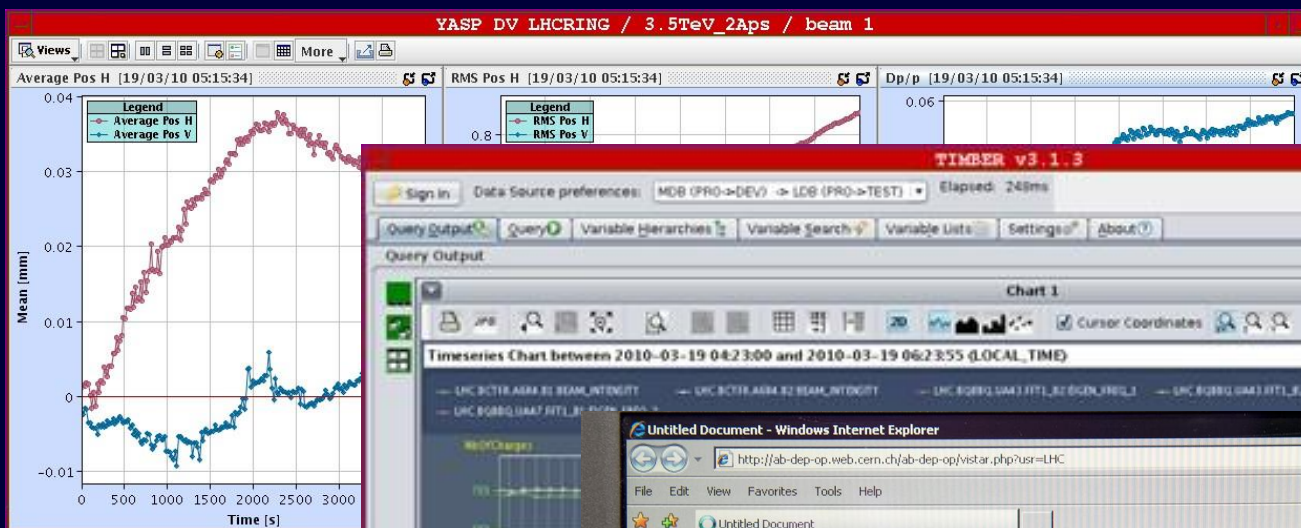 YASP DV LHCRING / 3.5TeV_2Aps / beam 1
Views
More
Average Pos H [19/03/10 05:15:34]
RMS Pos H [19/03/10 05:15:34]
Dp/p [19/03/10 05:15:34]
Legend
Average Pos H
Average Pos V
Legend
RMS Pos H
RMS Pos V
0.04
0.03
0.02
0.01
0
-0.01
Mean [mm]
0 500 1000 1500 2000 2500 3000
Time [s]
0.8
0.06
TIMBER v3.1.3
Sign in Data Source preferences: MDB (PRO->DEV) -> LDB (PRO->TEST) Elapsed: 248ms
Query Output Query Variable Hierarchies Variable Search Variable Lists Settings About
Query Output
Chart 1
2D Cursor Coordinates
Timeseries Chart between 2010-03-19 04:23:00 and 2010-03-19 06:23:55 (LOCAL_TIME)
Untitled Document - Windows Internet Explorer
http://ab-dep-op.web.cern.ch/ab-dep-op/vistar.php?usr=LHC
File Edit View Favorites Tools Help
Untitled Document